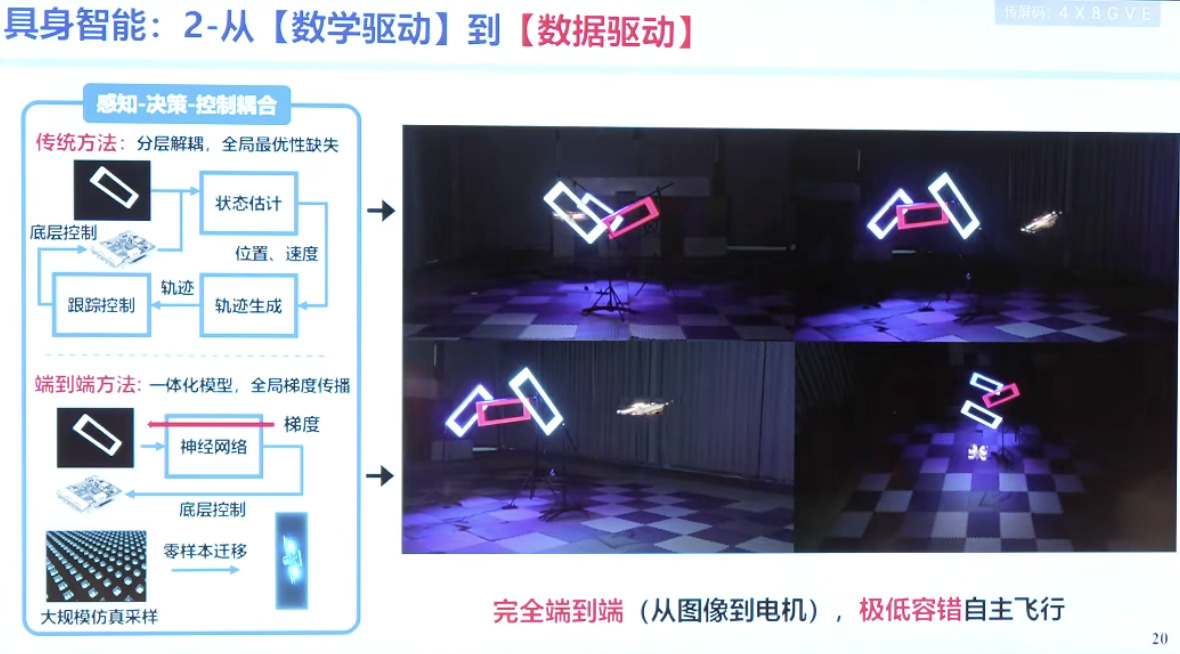 具身智能：2-从【数学驱动】到【数据驱动】
传屏码：4X8GVE
感知-决策-控制耦合
传统方法：分层解耦，全局最优性缺失
状态估计
底层控制
位置、速度
跟踪控制
轨迹
轨迹生成
端到端方法：一体化模型，全局梯度传播
梯度
神经网络
底层控制
零样本迁移
大规模仿真采样
完全端到端（从图像到电机），极低容错自主飞行
20